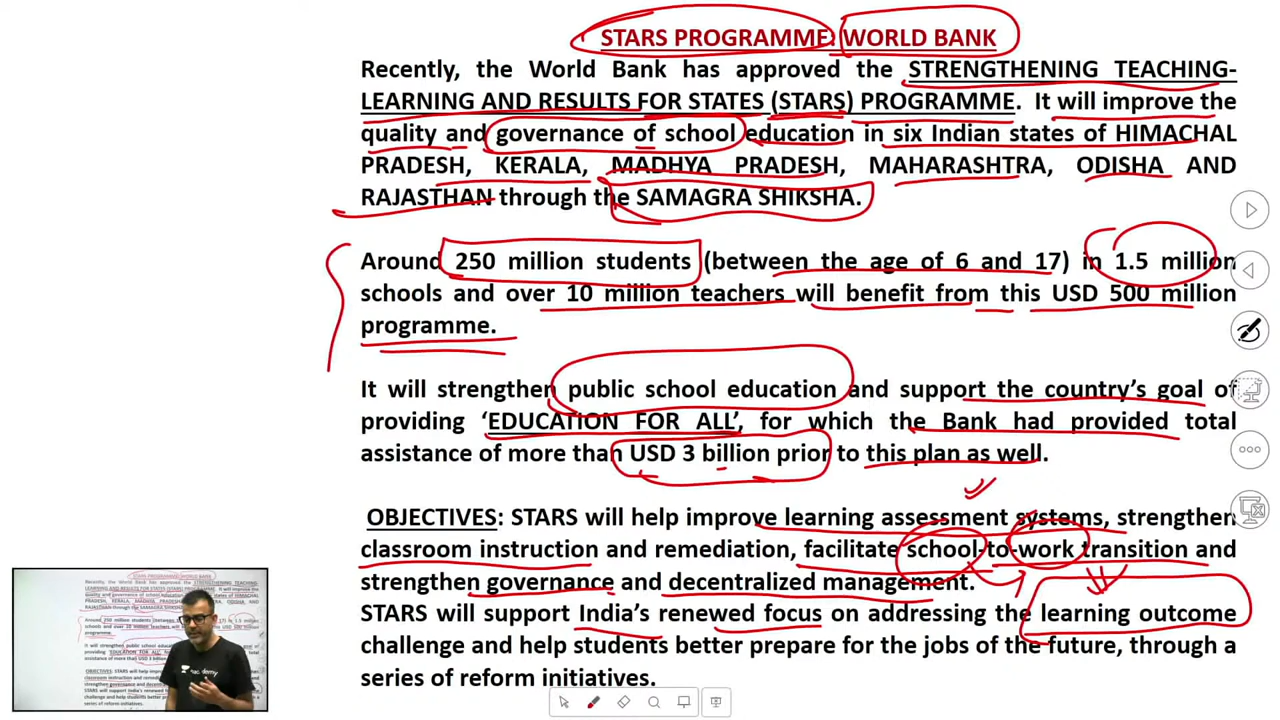 STARS PROGRAMME: WORLD BANK
Recently, the World Bank has approved the STRENGTHENING TEACHING-
LEARNING AND RESULTS FOR STATES (STARS) PROGRAMME. It will improve the
quality and governance of school education in six Indian states of HIMACHAL
PRADESH, KERALA, MADHYA PRADESH, MAHARASHTRA, ODISHA AND
RAJASTHAN through the SAMAGRA SHIKSHA.
Around 250 million students (between the age of 6 and 17) in 1.5 million
schools and over 10 million teachers will benefit from this USD 500 million
programme.
It will strengthen public school education and support the country's goal of
providing ‘EDUCATION FOR ALL’, for which the Bank had provided total
assistance of more than USD 3 billion prior to this plan as well.
OBJECTIVES: STARS will help improve learning assessment systems, strengthen
classroom instruction and remediation, facilitate school-to-work transition and
strengthen governance and decentralized management.
STARS will support India's renewed focus on addressing the learning outcome
challenge and help students better prepare for the jobs of the future, through a
series of reform initiatives.